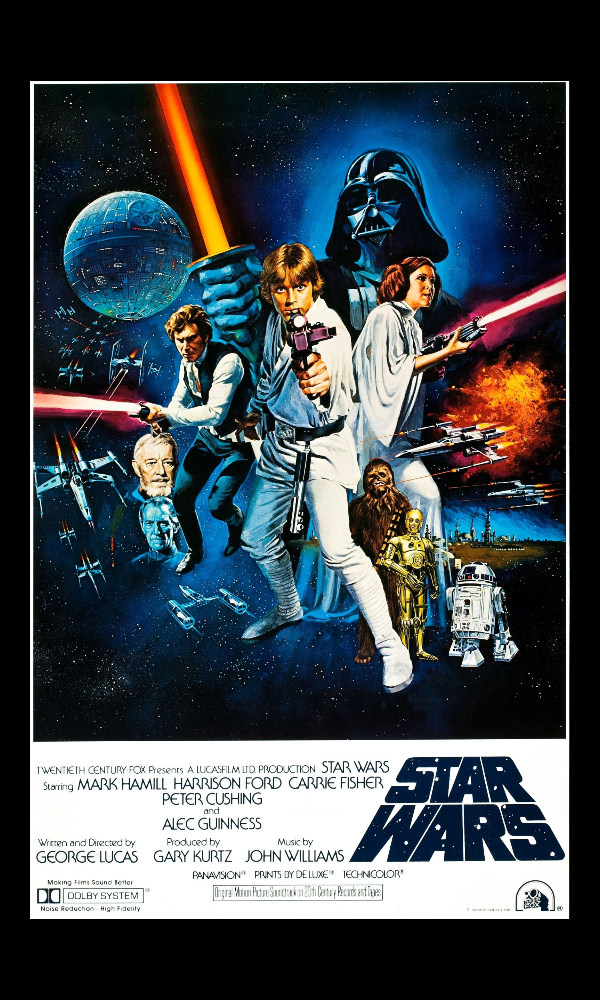 TWENTIETH CENTURY-FOX Presents A LUCASFILM LTD. PRODUCTION STAR WARS
Starring MARK HAMILL HARRISON FORD CARRIE FISHER
PETER CUSHING
and
ALEC GUINNESS
Written and Directed by
GEORGE LUCAS
Produced by
GARY KURTZ
Music by
JOHN WILLIAMS
PANAVISION® PRINTS BY DE LUXE® TECHNICOLOR®
Making Films Sound Better
DOLBY SYSTEM®
Noise Reduction · High Fidelity
Original Motion Picture Soundtrack on 20th Century Records and Tapes
STAR
WARS